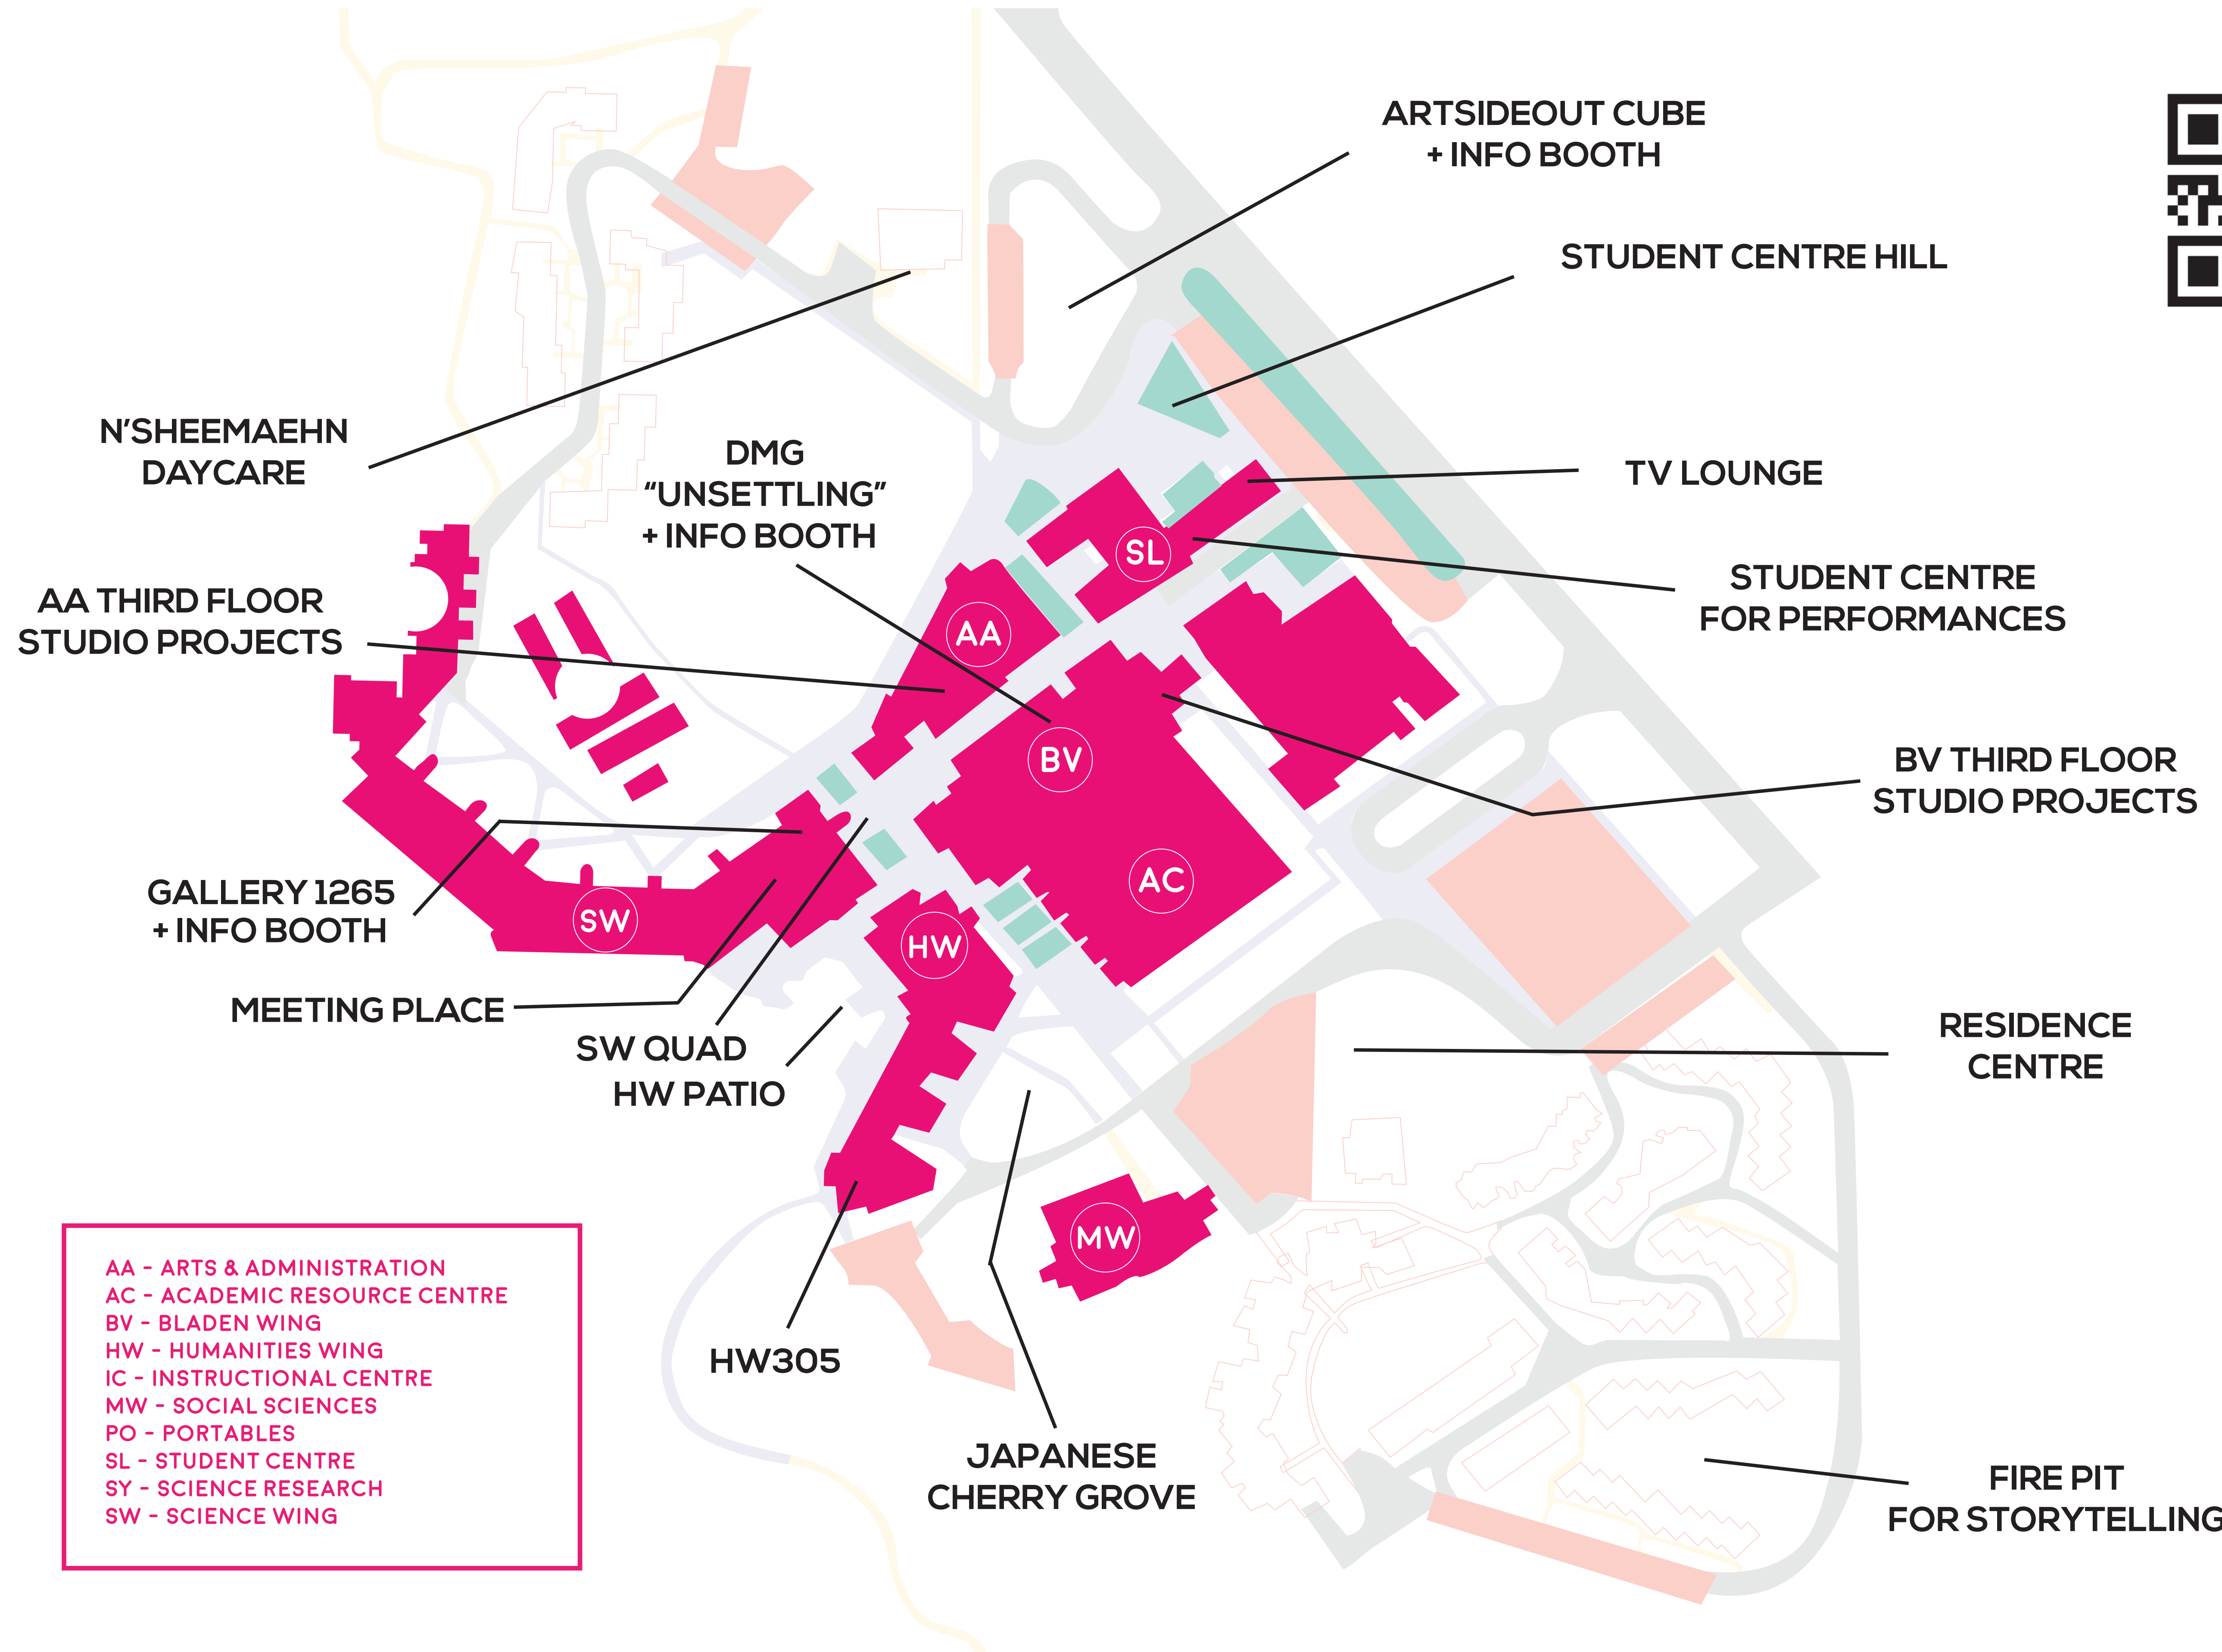 ARTSIDEOUT CUBE
+ INFO BOOTH
STUDENT CENTRE HILL
N'SHEEMAEHN
DAYCARE
DMG
"UNSETTLING"
+ INFO BOOTH
TV LOUNGE
SL
STUDENT CENTRE
FOR PERFORMANCES
AA THIRD FLOOR
STUDIO PROJECTS
AA
BV
BV THIRD FLOOR
STUDIO PROJECTS
AC
GALLERY 1265
+ INFO BOOTH
SW
HW
MEETING PLACE
SW QUAD
HW PATIO
RESIDENCE
CENTRE
MW
HW305
JAPANESE
CHERRY GROVE
FIRE PIT
FOR STORYTELLING
AA - ARTS & ADMINISTRATION
AC - ACADEMIC RESOURCE CENTRE
BV - BLADEN WING
HW - HUMANITIES WING
IC - INSTRUCTIONAL CENTRE
MW - SOCIAL SCIENCES
PO - PORTABLES
SL - STUDENT CENTRE
SY - SCIENCE RESEARCH
SW - SCIENCE WING